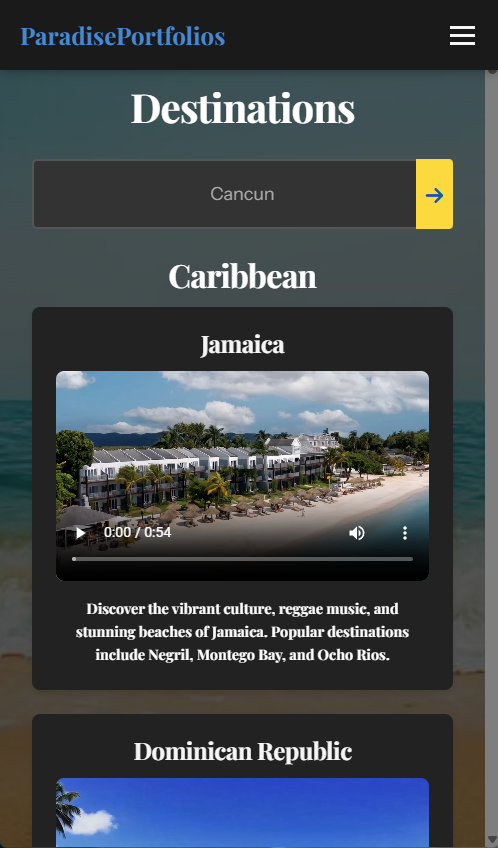 ParadisePortfolios
Destinations
Cancun
Caribbean
Jamaica
0:00 / 0:54
Discover the vibrant culture, reggae music, and
stunning beaches of Jamaica. Popular destinations
include Negril, Montego Bay, and Ocho Rios.
Dominican Republic